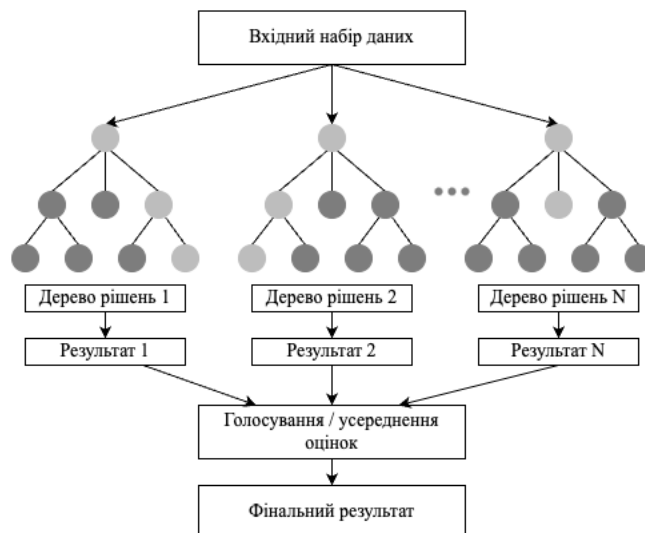 Вхідний набір даних
Дерево рішень 1
Дерево рішень 2
Дерево рішень N
Результат 1
Результат 2
Результат N
Голосування / усереднення
оцінок
Фінальний результат